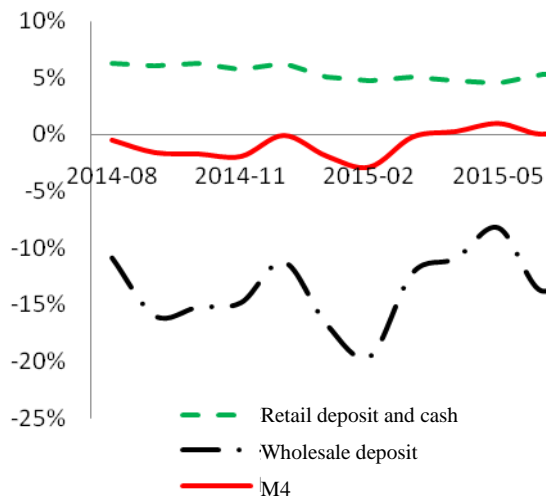 10%
5%
0%
2014-08 2014-11 2015-02 2015-05
-5%
-10%
-15%
-20%
-25%
Retail deposit and cash
Wholesale deposit
M4